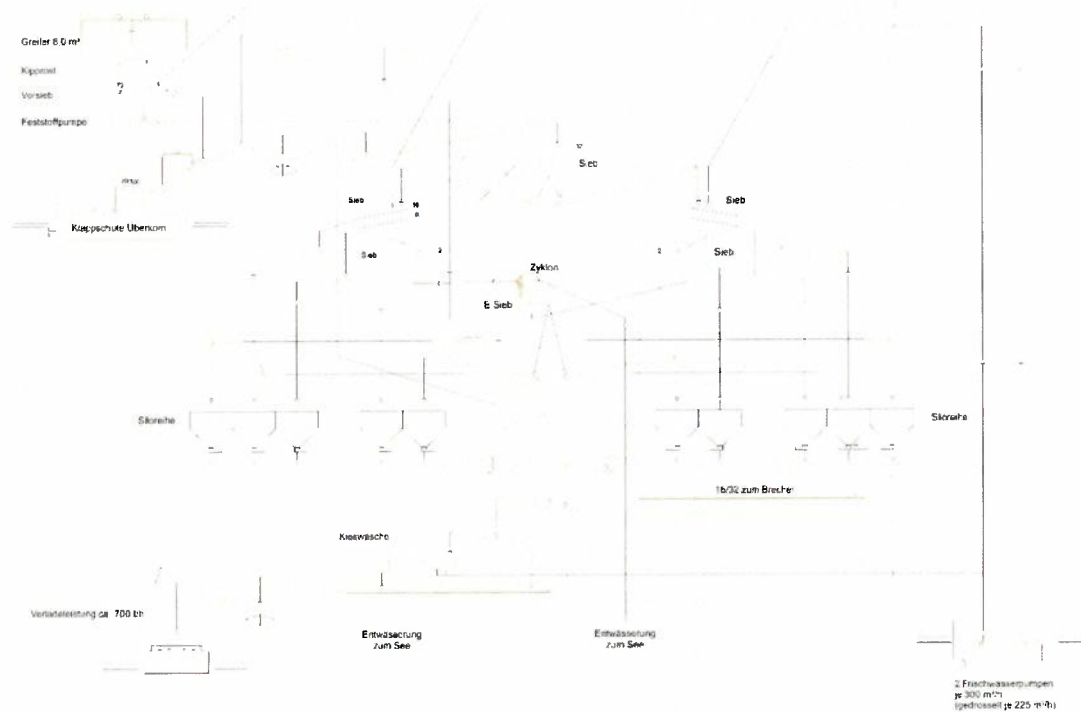 Greifer 8,0 m³
Kipprost
Vorsieb
Feststoffpumpe
Klappschute Überkorn
Sieb
Sieb
Sieb
Sieb
Sieb
Zyklon
E Sieb
Siloreihe
Siloreihe
16/32 zum Brecher
Kieswäsche
Verladeleistung ca. 700 t/h
Entwässerung
zum See
Entwässerung
zum See
2 Frischwasserpumpen
je 300 m³/h
(gedrosselt je 225 m³/h)